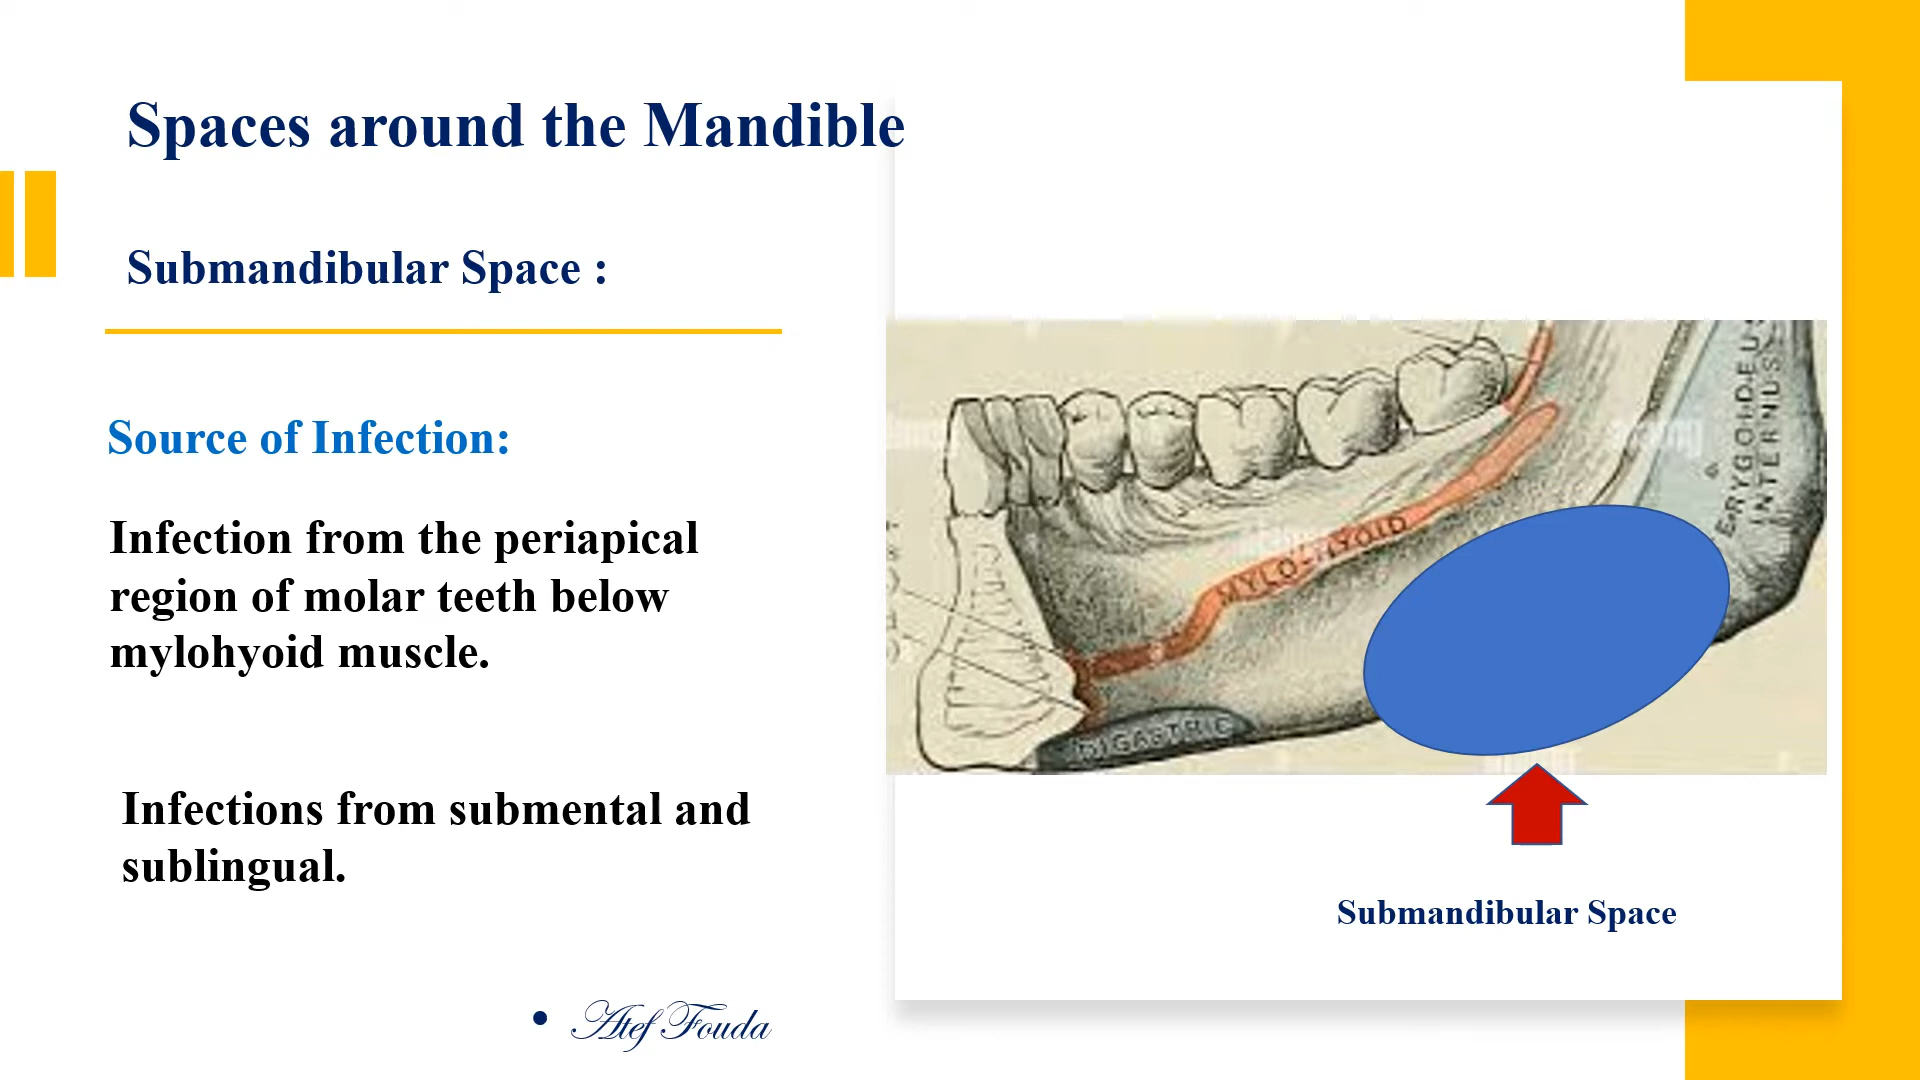 Spaces around the Mandible
Submandibular Space :
Source of Infection:
Infection from the periapical
region of molar teeth below
mylohyoid muscle.
Infections from submental and
sublingual.
• Atef Fouda
MYLO-HYOID
DIGASTRIC
INTERNUS
Submandibular Space